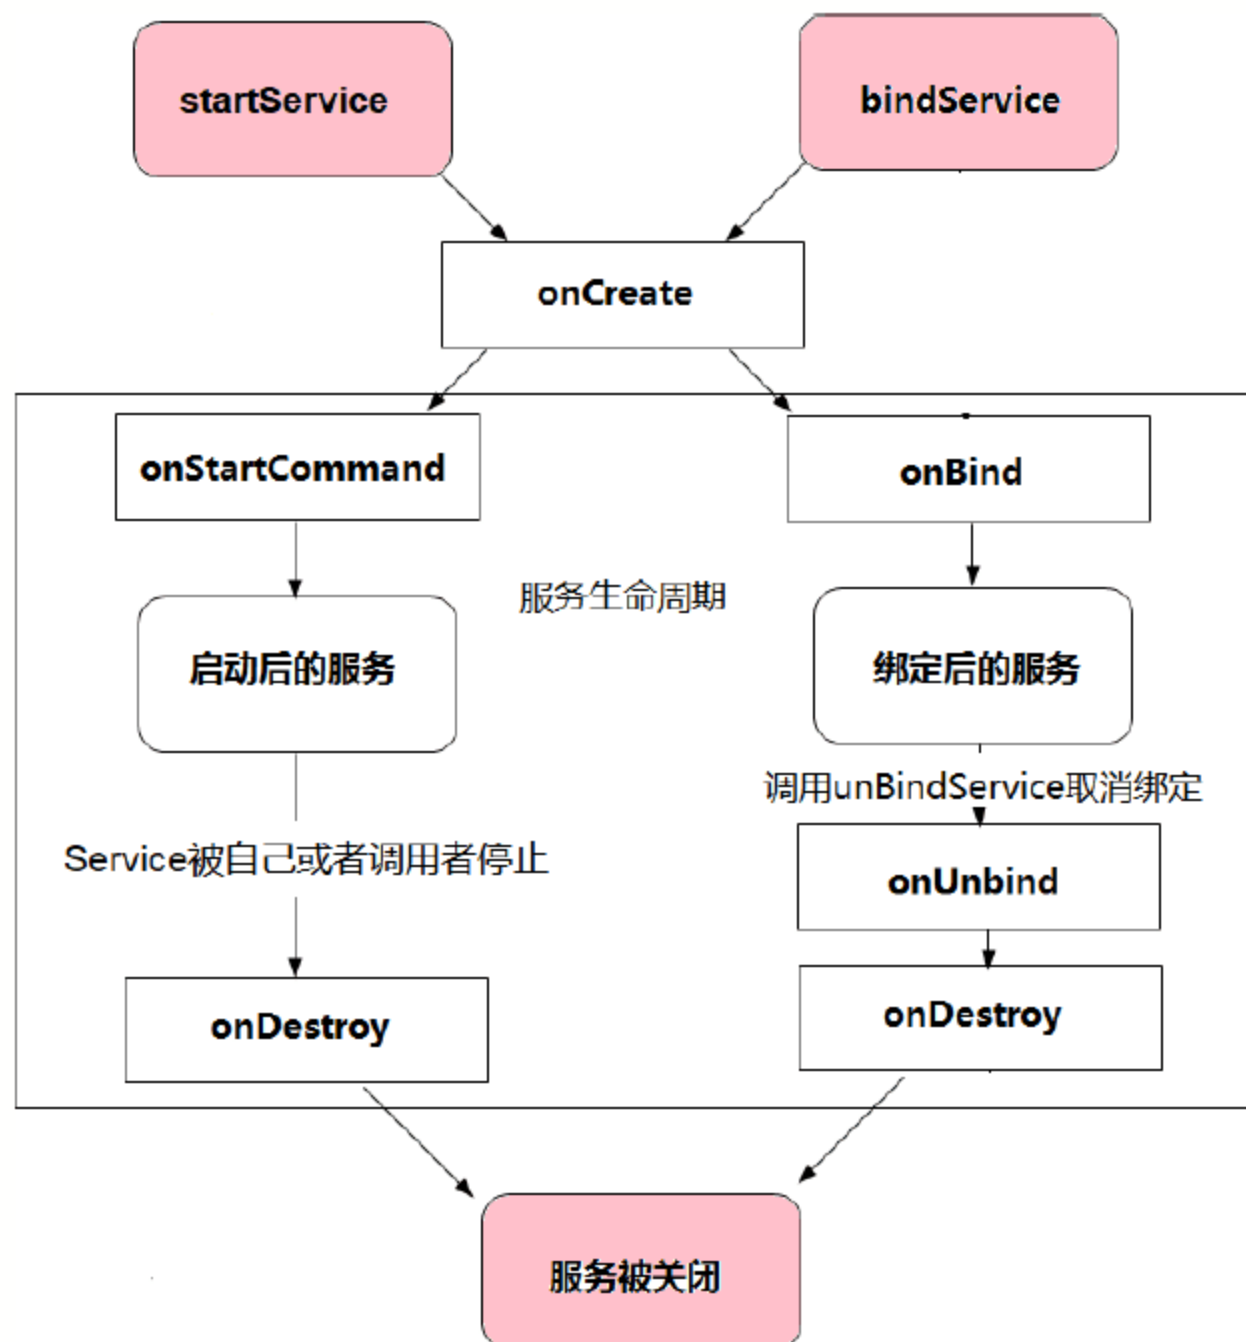 startService
bindService
onCreate
onStartCommand
onBind
服务生命周期
启动后的服务
绑定后的服务
调用unBindService取消绑定
Service被自己或者调用者停止
onUnbind
onDestroy
onDestroy
服务被关闭